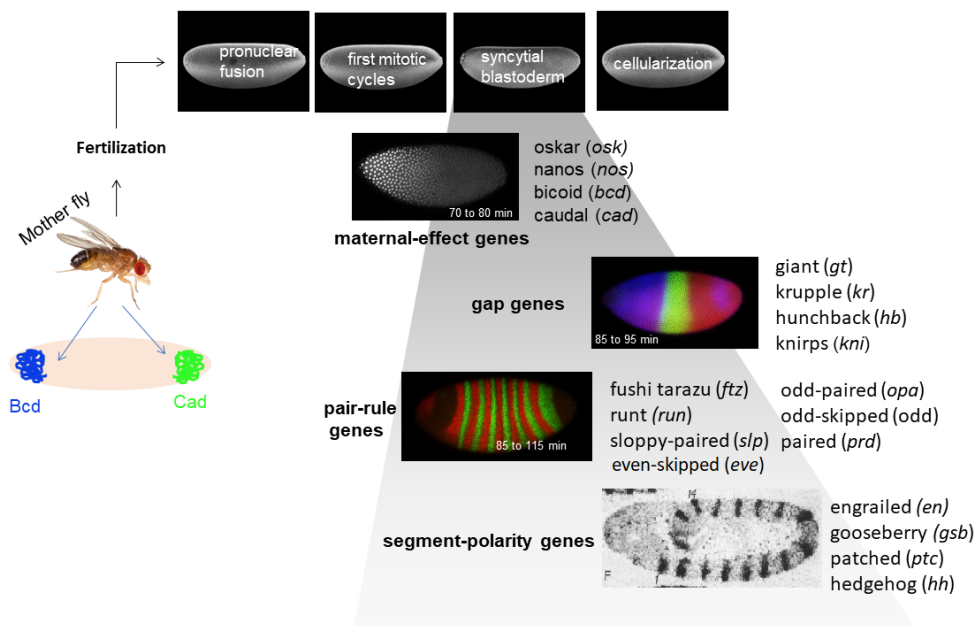 pronuclear
fusion
first mitotic
cycles
syncytial
blastoderm
cellularization
Fertilization
Mother fly
Bcd
Cad
70 to 80 min
maternal-effect genes
oskar (osk)
nanos (nos)
bicoid (bcd)
caudal (cad)
gap genes
85 to 95 min
giant (gt)
krupple (kr)
hunchback (hb)
knirps (kni)
pair-rule
genes
85 to 115 min
fushi tarazu (ftz)
runt (run)
sloppy-paired (slp)
even-skipped (eve)
odd-paired (opa)
odd-skipped (odd)
paired (prd)
segment-polarity genes
14
F
1
engrailed (en)
gooseberry (gsb)
patched (ptc)
hedgehog (hh)